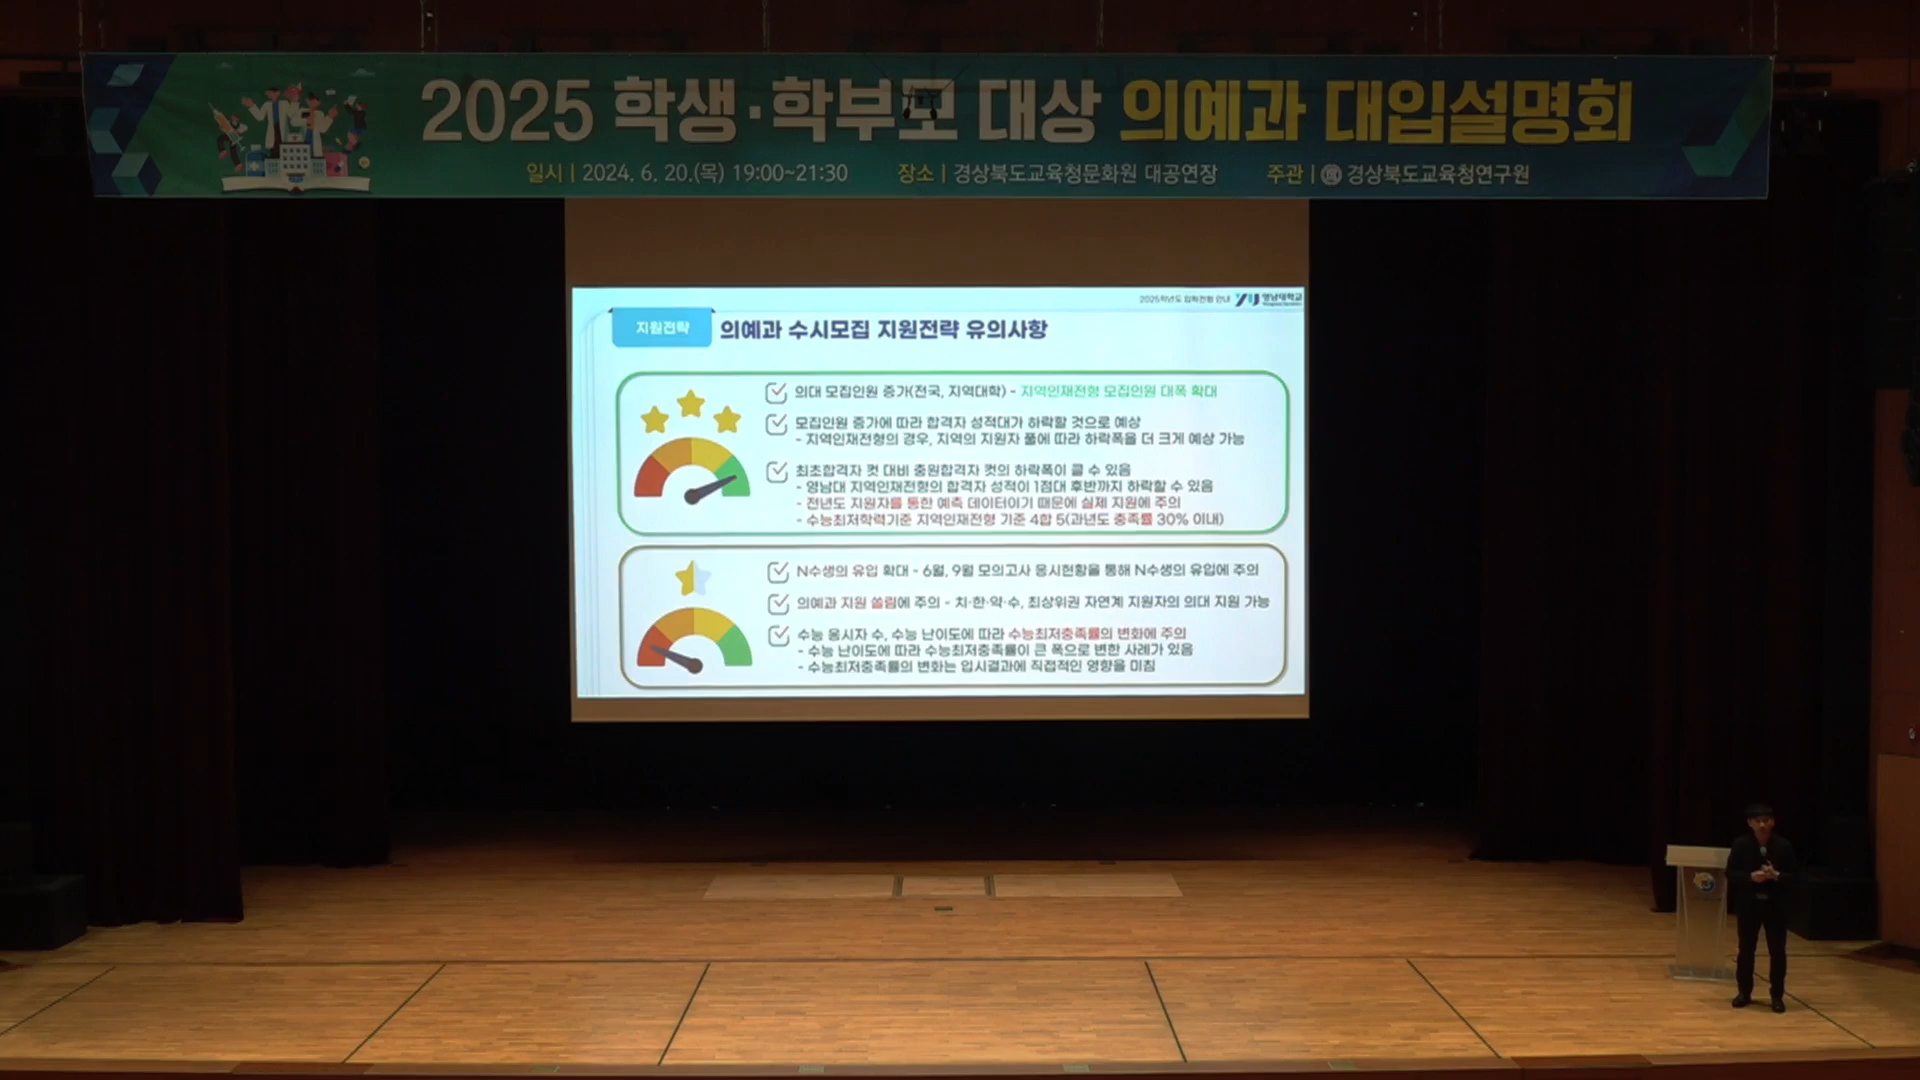 2025 학생·학부모 대상 의예과 대입설명회
일시 | 2024. 6. 20.(목) 19:00~21:30 장소 | 경상북도교육청문화원 대공연장 주관 | 경상북도교육청연구원
2025학년도 입학전형 안내 영남대학교
지원전략 의예과 수시모집 지원전략 유의사항
의대 모집인원 증가(전국, 지역대학) - 지역인재전형 모집인원 대폭 확대
모집인원 증가에 따라 합격자 성적대가 하락할 것으로 예상
- 지역인재전형의 경우, 지역의 지원자 풀에 따라 하락폭을 더 크게 예상 가능
최초합격자 컷 대비 충원합격자 컷의 하락폭이 클 수 있음
- 영남대 지역인재전형의 합격자 성적이 1점대 후반까지 하락할 수 있음
- 전년도 지원자를 통한 예측 데이터이기 때문에 실제 지원에 주의
- 수능최저학력기준 지역인재전형 기준 4합 5(과년도 충족률 30% 이내)
N수생의 유입 확대 - 6월, 9월 모의고사 응시현황을 통해 N수생의 유입에 주의
의예과 지원 쏠림에 주의 - 치·한·약·수, 최상위권 자연계 지원자의 의대 지원 가능
수능 응시자 수, 수능 난이도에 따라 수능최저충족률의 변화에 주의
- 수능 난이도에 따라 수능최저충족률이 큰 폭으로 변한 사례가 있음
- 수능최저충족률의 변화는 입시결과에 직접적인 영향을 미침